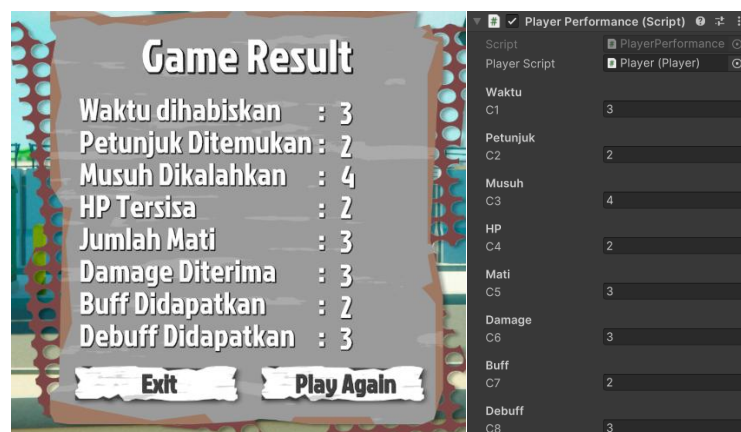 Game Result
Waktu dihabiskan : 3
Petunjuk Ditemukan : 2
Musuh Dikalahkan : 4
HP Tersisa : 2
Jumlah Mati : 3
Damage Diterima : 3
Buff Didapatkan : 2
Debuff Didapatkan : 3
Exit
Play Again
# Player Performance (Script)
Script PlayerPerformance
Player Script Player (Player)
Waktu
C1 3
Petunjuk
C2 2
Musuh
C3 4
HP
C4 2
Mati
C5 3
Damage
C6 3
Buff
C7 2
Debuff
C8 3